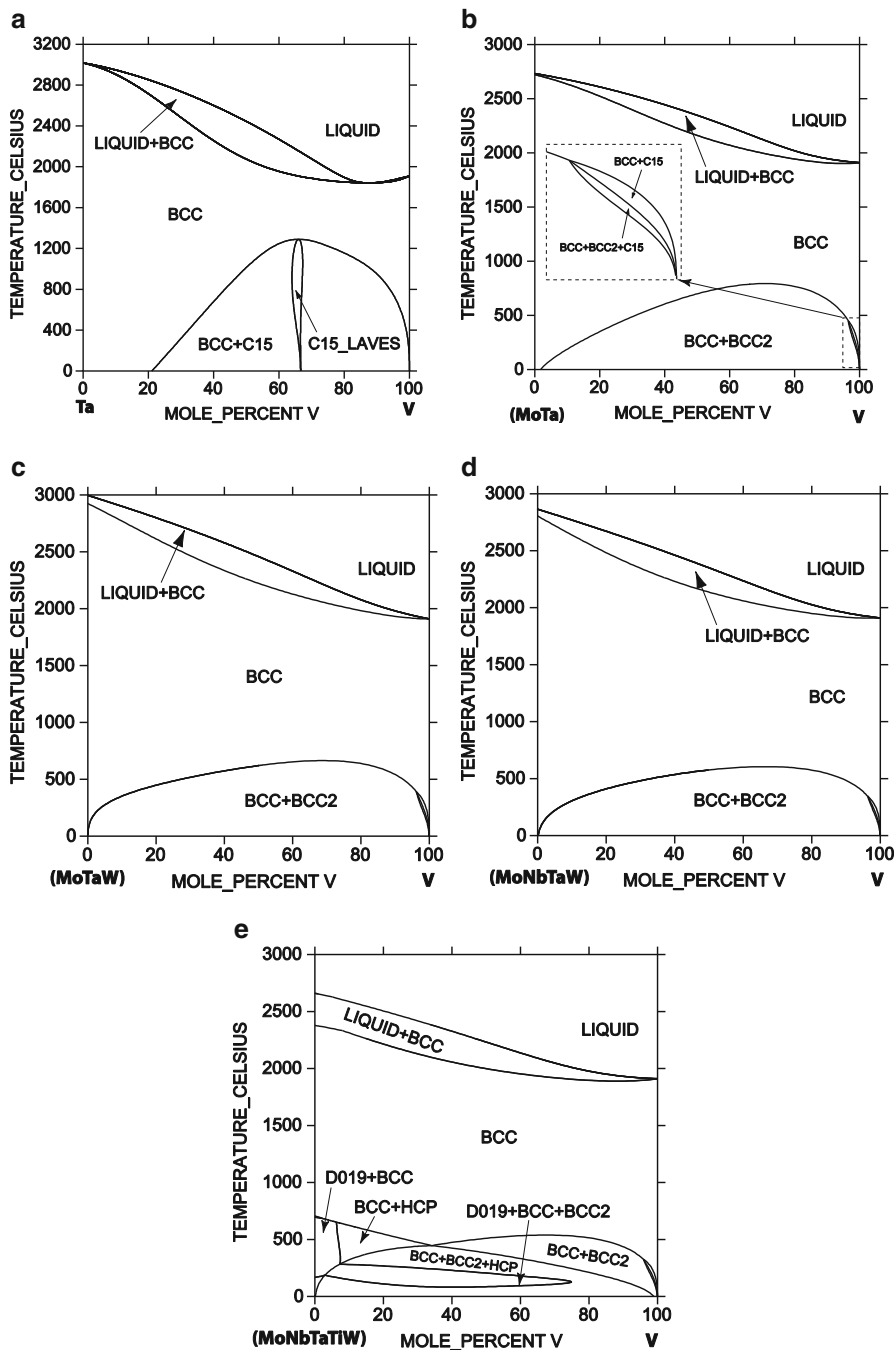 a
3200
2800
2400
2000
1600
1200
800
400
0
TEMPERATURE_CELSIUS
LIQUID
LIQUID+BCC
BCC
BCC+C15
C15_LAVES
0 20 40 60 80 100
Ta MOLE_PERCENT V V
b
3000
2500
2000
1500
1000
500
0
TEMPERATURE_CELSIUS
LIQUID
LIQUID+BCC
BCC+C15
BCC+BCC2+C15
BCC
BCC+BCC2
0 20 40 60 80 100
(MoTa) MOLE_PERCENT V V
c
3000
2500
2000
1500
1000
500
0
TEMPERATURE_CELSIUS
LIQUID
LIQUID+BCC
BCC
BCC+BCC2
0 20 40 60 80 100
(MoTaW) MOLE_PERCENT V V
d
3000
2500
2000
1500
1000
500
0
TEMPERATURE_CELSIUS
LIQUID
LIQUID+BCC
BCC
BCC+BCC2
0 20 40 60 80 100
(MoNbTaW) MOLE_PERCENT V V
e
3000
2500
2000
1500
1000
500
0
TEMPERATURE_CELSIUS
LIQUID+BCC
LIQUID
BCC
D019+BCC
BCC+HCP
D019+BCC+BCC2
BCC+BCC2+HCP
BCC+BCC2
0 20 40 60 80 100
(MoNbTaTiW) MOLE_PERCENT V V